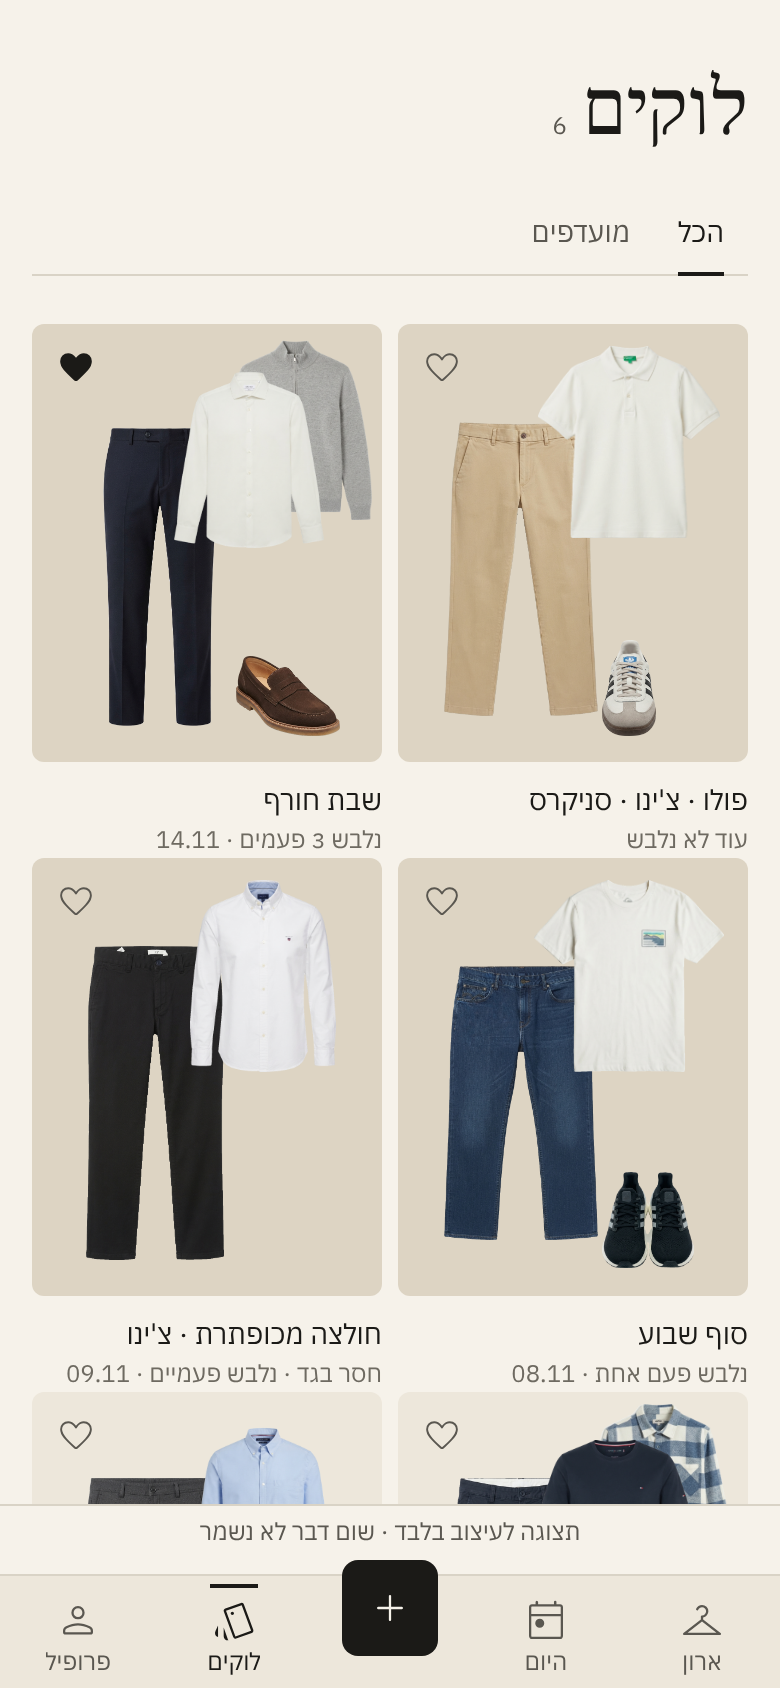 לוקים 6
הכל
מועדפים
פולו · צ'ינו · סניקרס
עוד לא נלבש
שבת חורף
נלבש 3 פעמים · 14.11
סוף שבוע
נלבש פעם אחת · 08.11
חולצה מכופתרת · צ'ינו
חסר בגד · נלבש פעמיים · 09.11
תצוגה לעיצוב בלבד · שום דבר לא נשמר
ארון
היום
לוקים
פרופיל